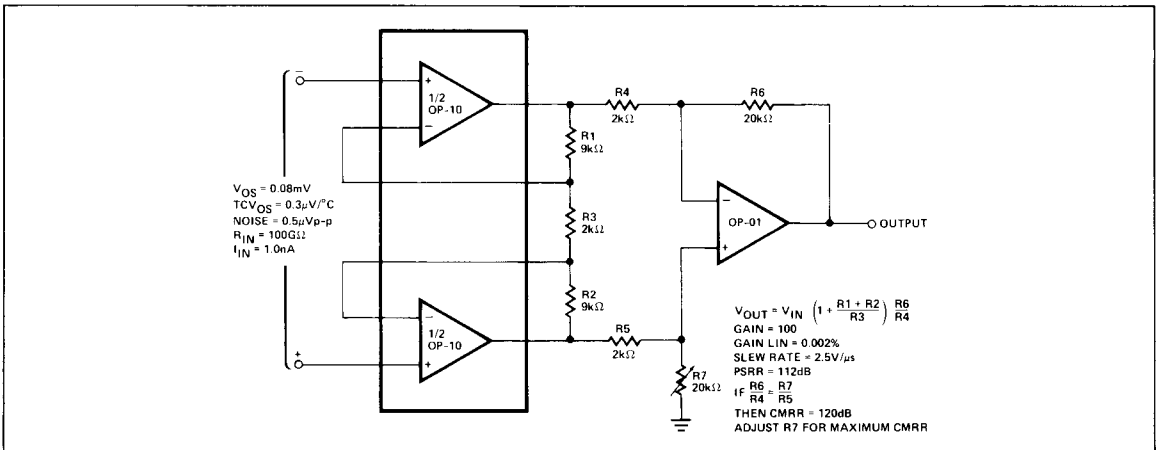 −
+
1/2
OP-10
−
R4
2kΩ
R6
20kΩ
R1
9kΩ
VOS = 0.08mV
TCVOS = 0.3μV/°C
NOISE = 0.5μVp-p
RIN = 100GΩ
IIN = 1.0nA
R3
2kΩ
−
OP-01
+
OUTPUT
R2
9kΩ
−
1/2
OP-10
+
+
R5
2kΩ
R7
20kΩ
VOUT = VIN (1 + R1 + R2 / R3) R6 / R4
GAIN = 100
GAIN LIN = 0.002%
SLEW RATE = 2.5V/μs
PSRR = 112dB
IF R6/R4 = R7/R5
THEN CMRR = 120dB
ADJUST R7 FOR MAXIMUM CMRR